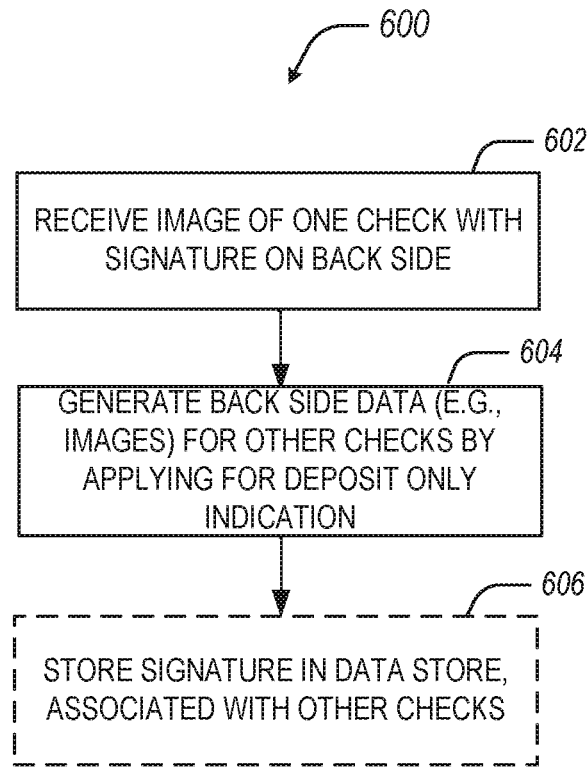 600
602
RECEIVE IMAGE OF ONE CHECK WITH
SIGNATURE ON BACK SIDE
604
GENERATE BACK SIDE DATA (E.G.,
IMAGES) FOR OTHER CHECKS BY
APPLYING FOR DEPOSIT ONLY
INDICATION
606
STORE SIGNATURE IN DATA STORE,
ASSOCIATED WITH OTHER CHECKS